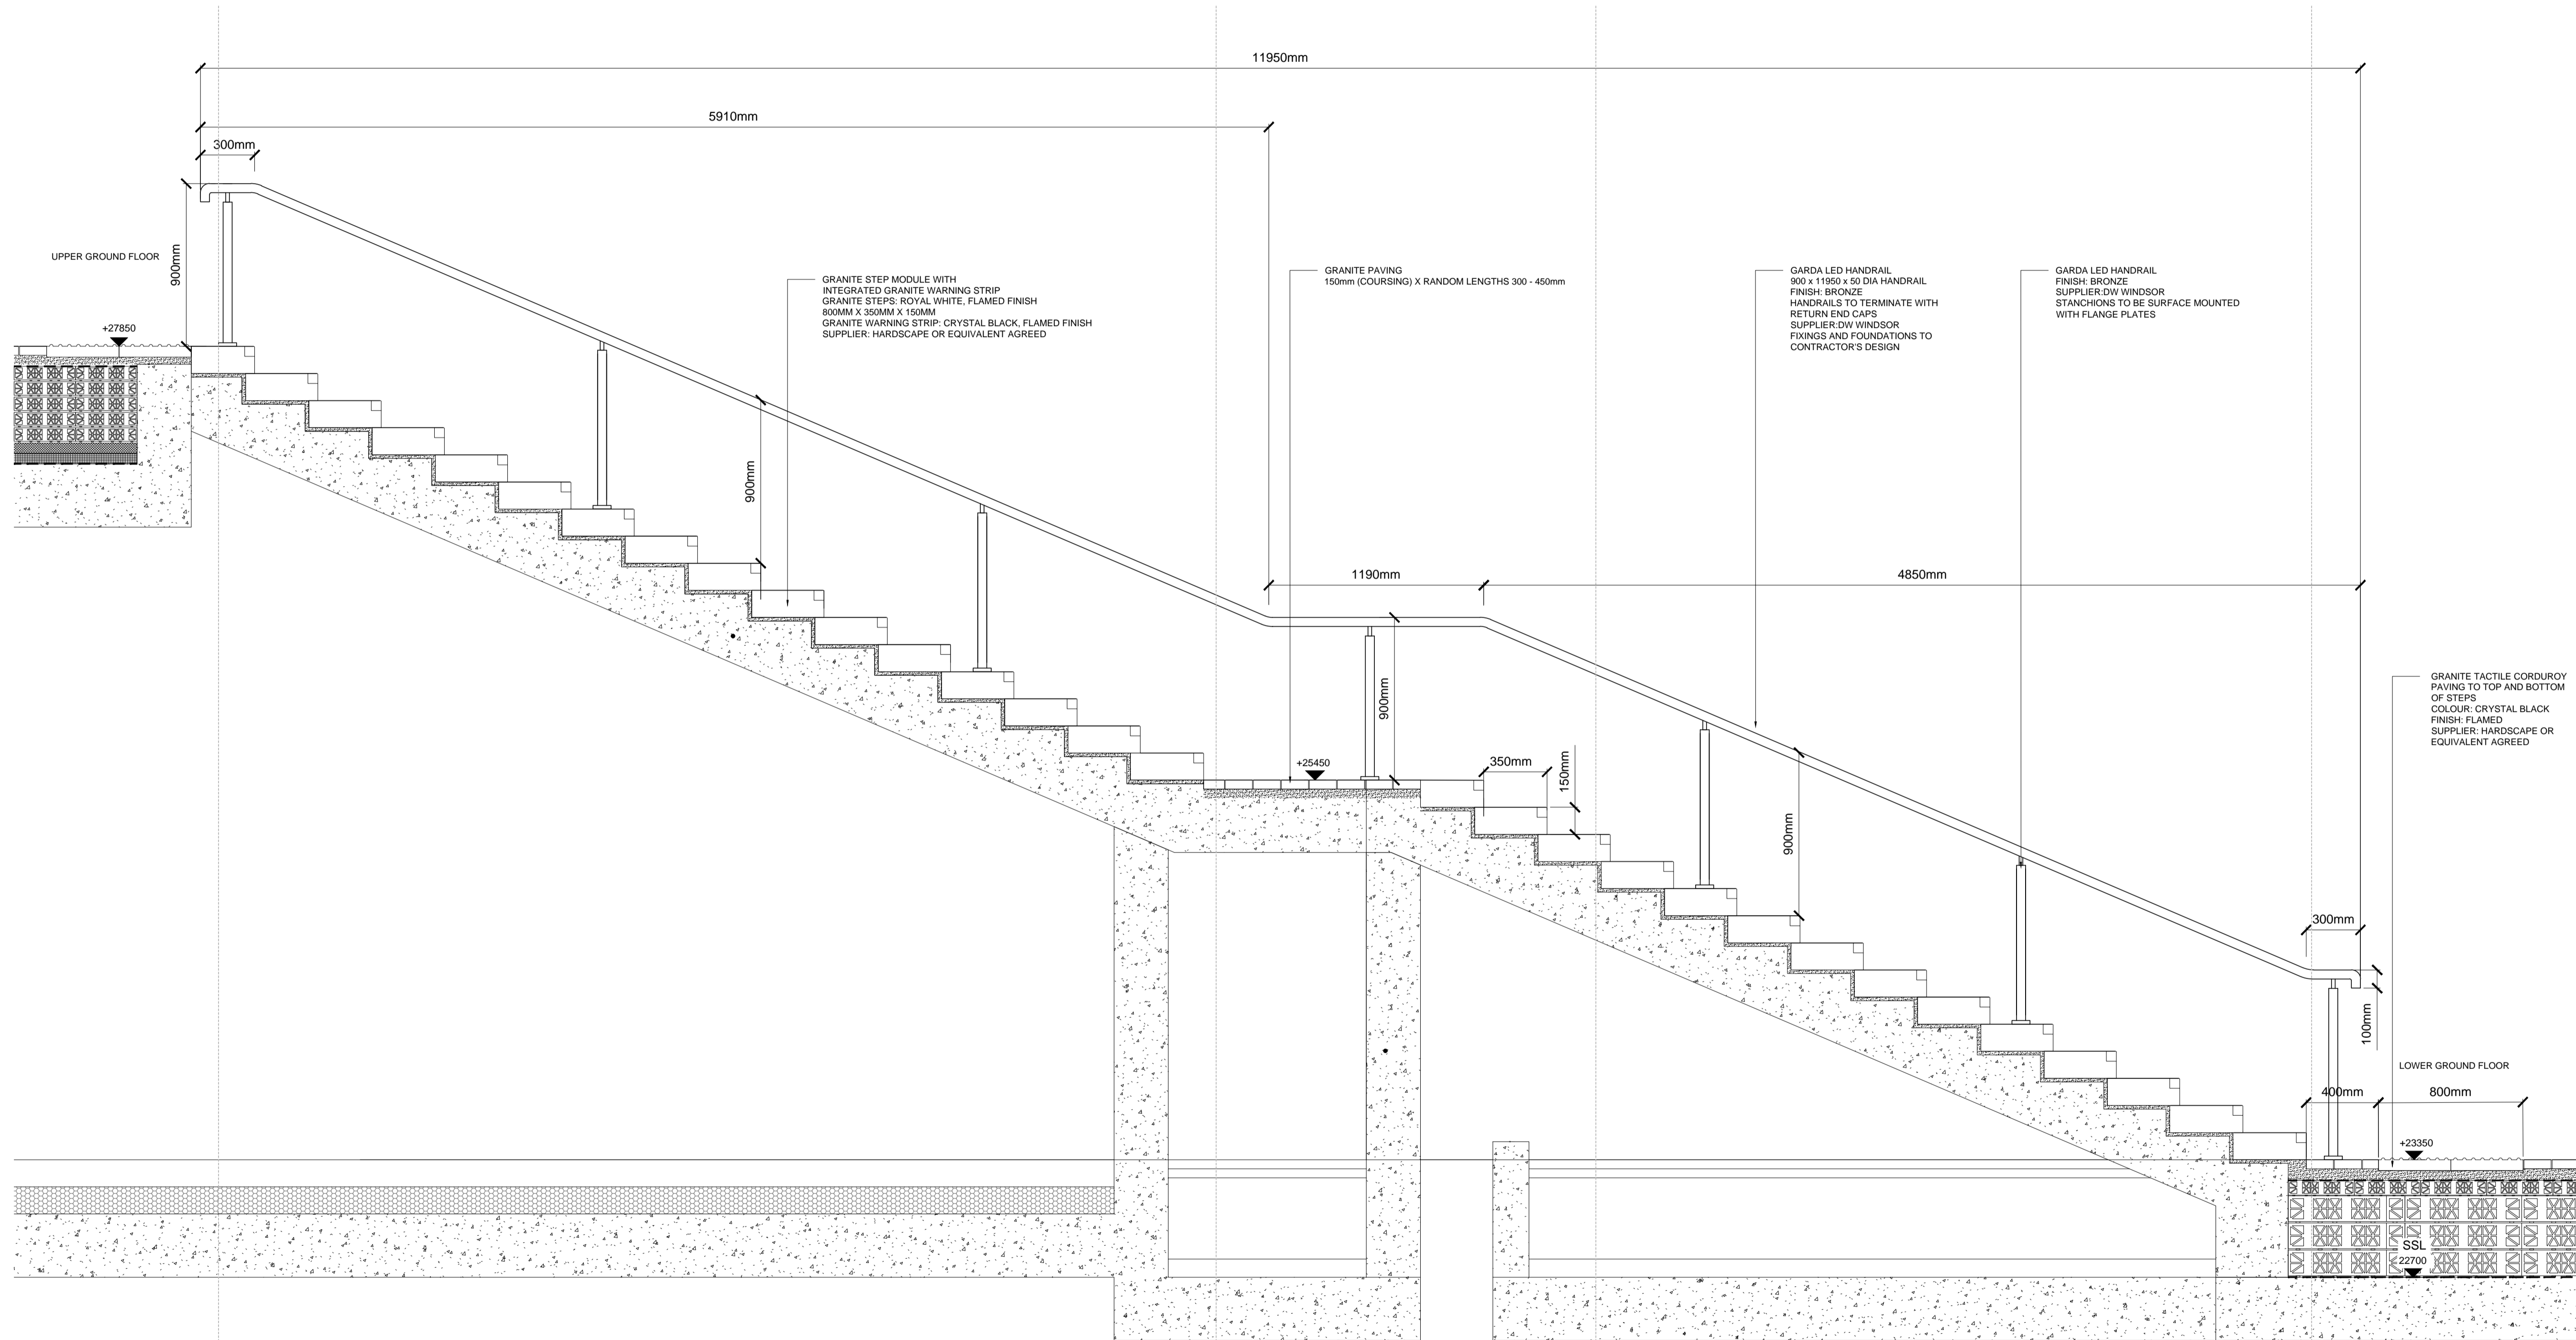 11950mm
5910mm
300mm
900mm
UPPER GROUND FLOOR
+27850
GRANITE STEP MODULE WITH
INTEGRATED GRANITE WARNING STRIP
GRANITE STEPS: ROYAL WHITE, FLAMED FINISH
800MM X 350MM X 150MM
GRANITE WARNING STRIP: CRYSTAL BLACK, FLAMED FINISH
SUPPLIER: HARDSCAPE OR EQUIVALENT AGREED
GRANITE PAVING
150mm (COURSING) X RANDOM LENGTHS 300 - 450mm
GARDA LED HANDRAIL
900 x 11950 x 50 DIA HANDRAIL
FINISH: BRONZE
HANDRAILS TO TERMINATE WITH
RETURN END CAPS
SUPPLIER:DW WINDSOR
FIXINGS AND FOUNDATIONS TO
CONTRACTOR'S DESIGN
GARDA LED HANDRAIL
FINISH: BRONZE
SUPPLIER:DW WINDSOR
STANCHIONS TO BE SURFACE MOUNTED
WITH FLANGE PLATES
900mm
1190mm
4850mm
900mm
+25450
350mm
150mm
900mm
GRANITE TACTILE CORDUROY
PAVING TO TOP AND BOTTOM
OF STEPS
COLOUR: CRYSTAL BLACK
FINISH: FLAMED
SUPPLIER: HARDSCAPE OR
EQUIVALENT AGREED
300mm
100mm
LOWER GROUND FLOOR
400mm
800mm
+23350
SSL
22700